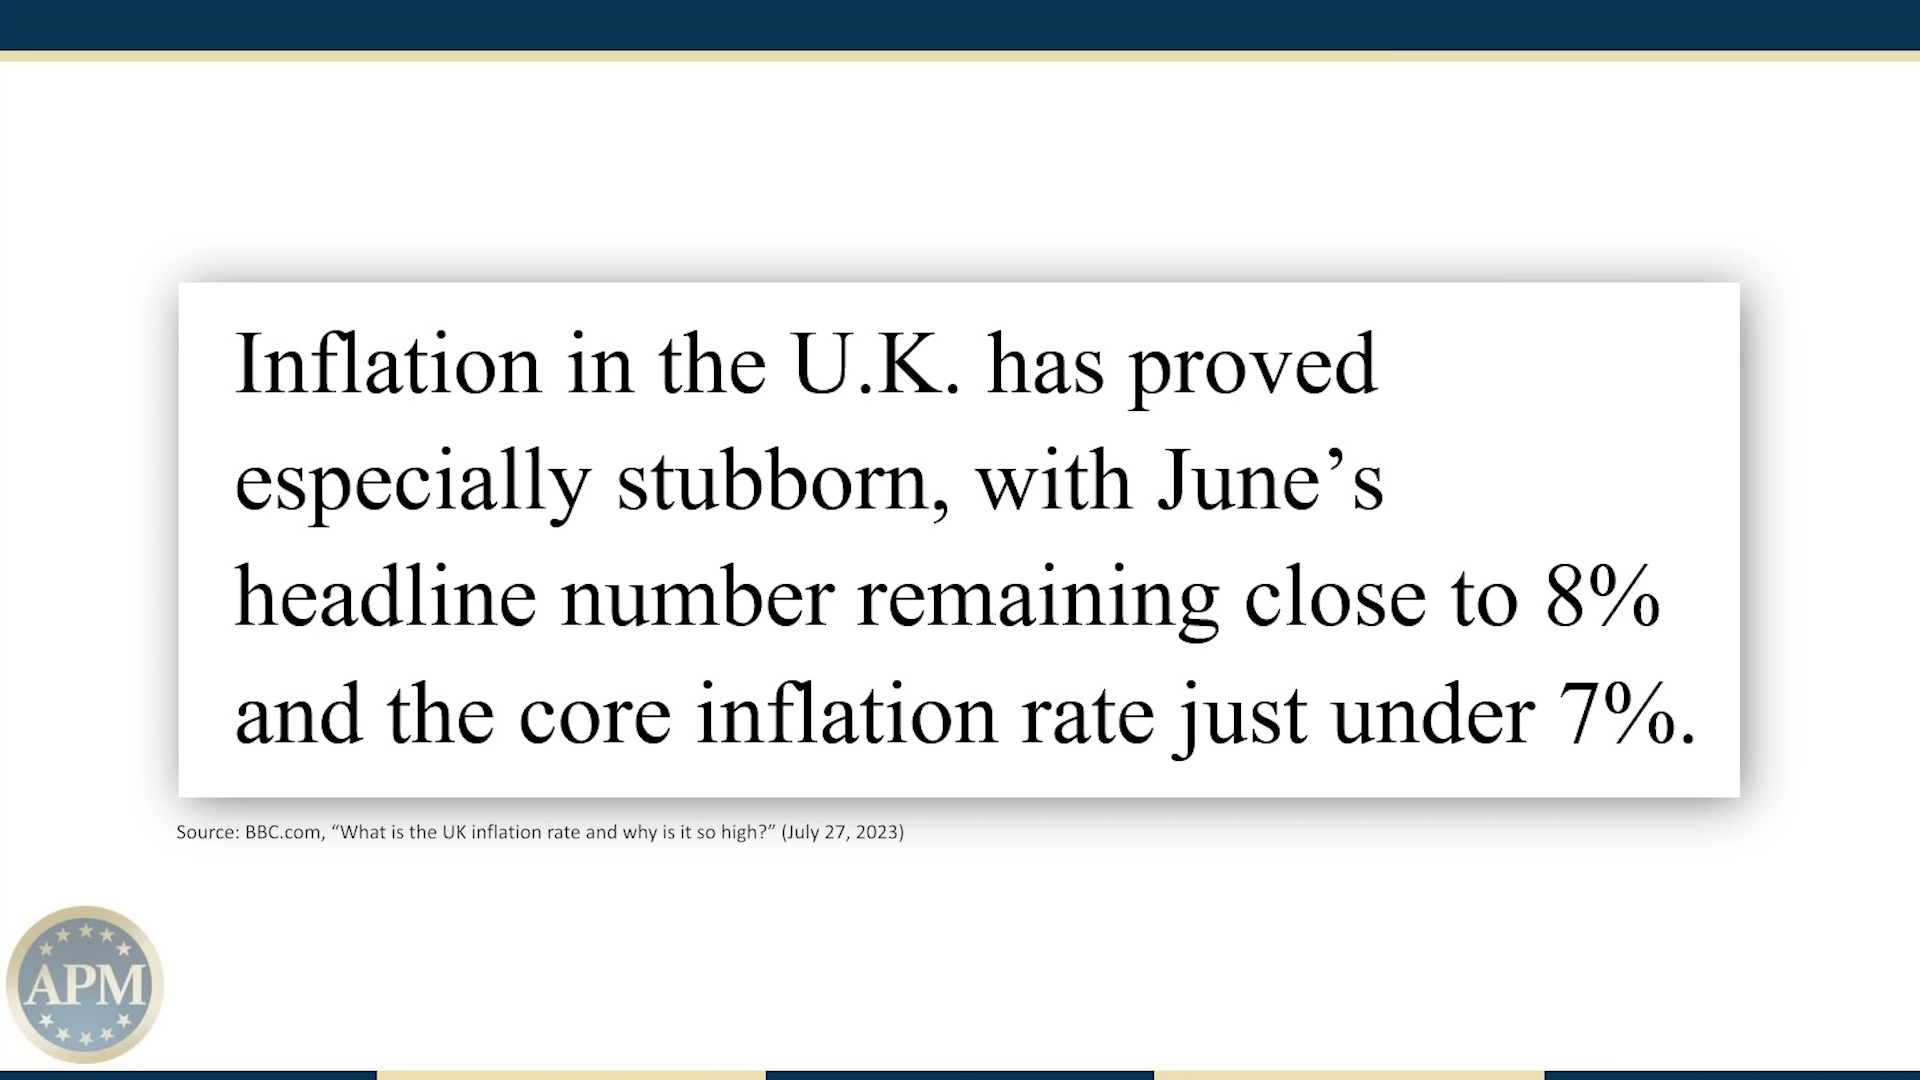 Inflation in the U.K. has proved
especially stubborn, with June’s
headline number remaining close to 8%
and the core inflation rate just under 7%.
Source: BBC.com, “What is the UK inflation rate and why is it so high?” (July 27, 2023)
APM